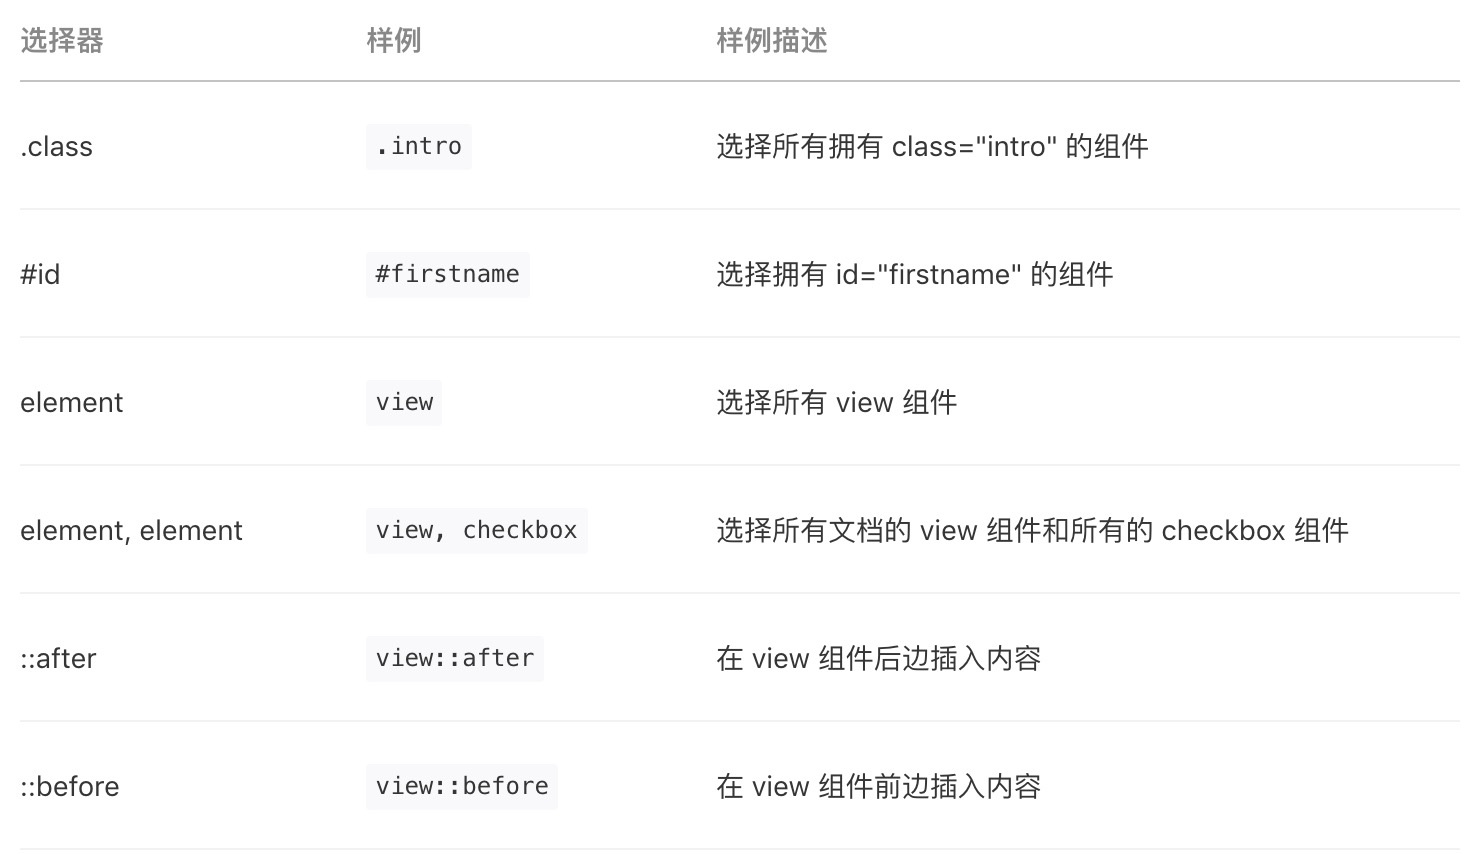 选择器 样例 样例描述
.class .intro 选择所有拥有 class="intro" 的组件
#id #firstname 选择拥有 id="firstname" 的组件
element view 选择所有 view 组件
element, element view, checkbox 选择所有文档的 view 组件和所有的 checkbox 组件
::after view::after 在 view 组件后边插入内容
::before view::before 在 view 组件前边插入内容